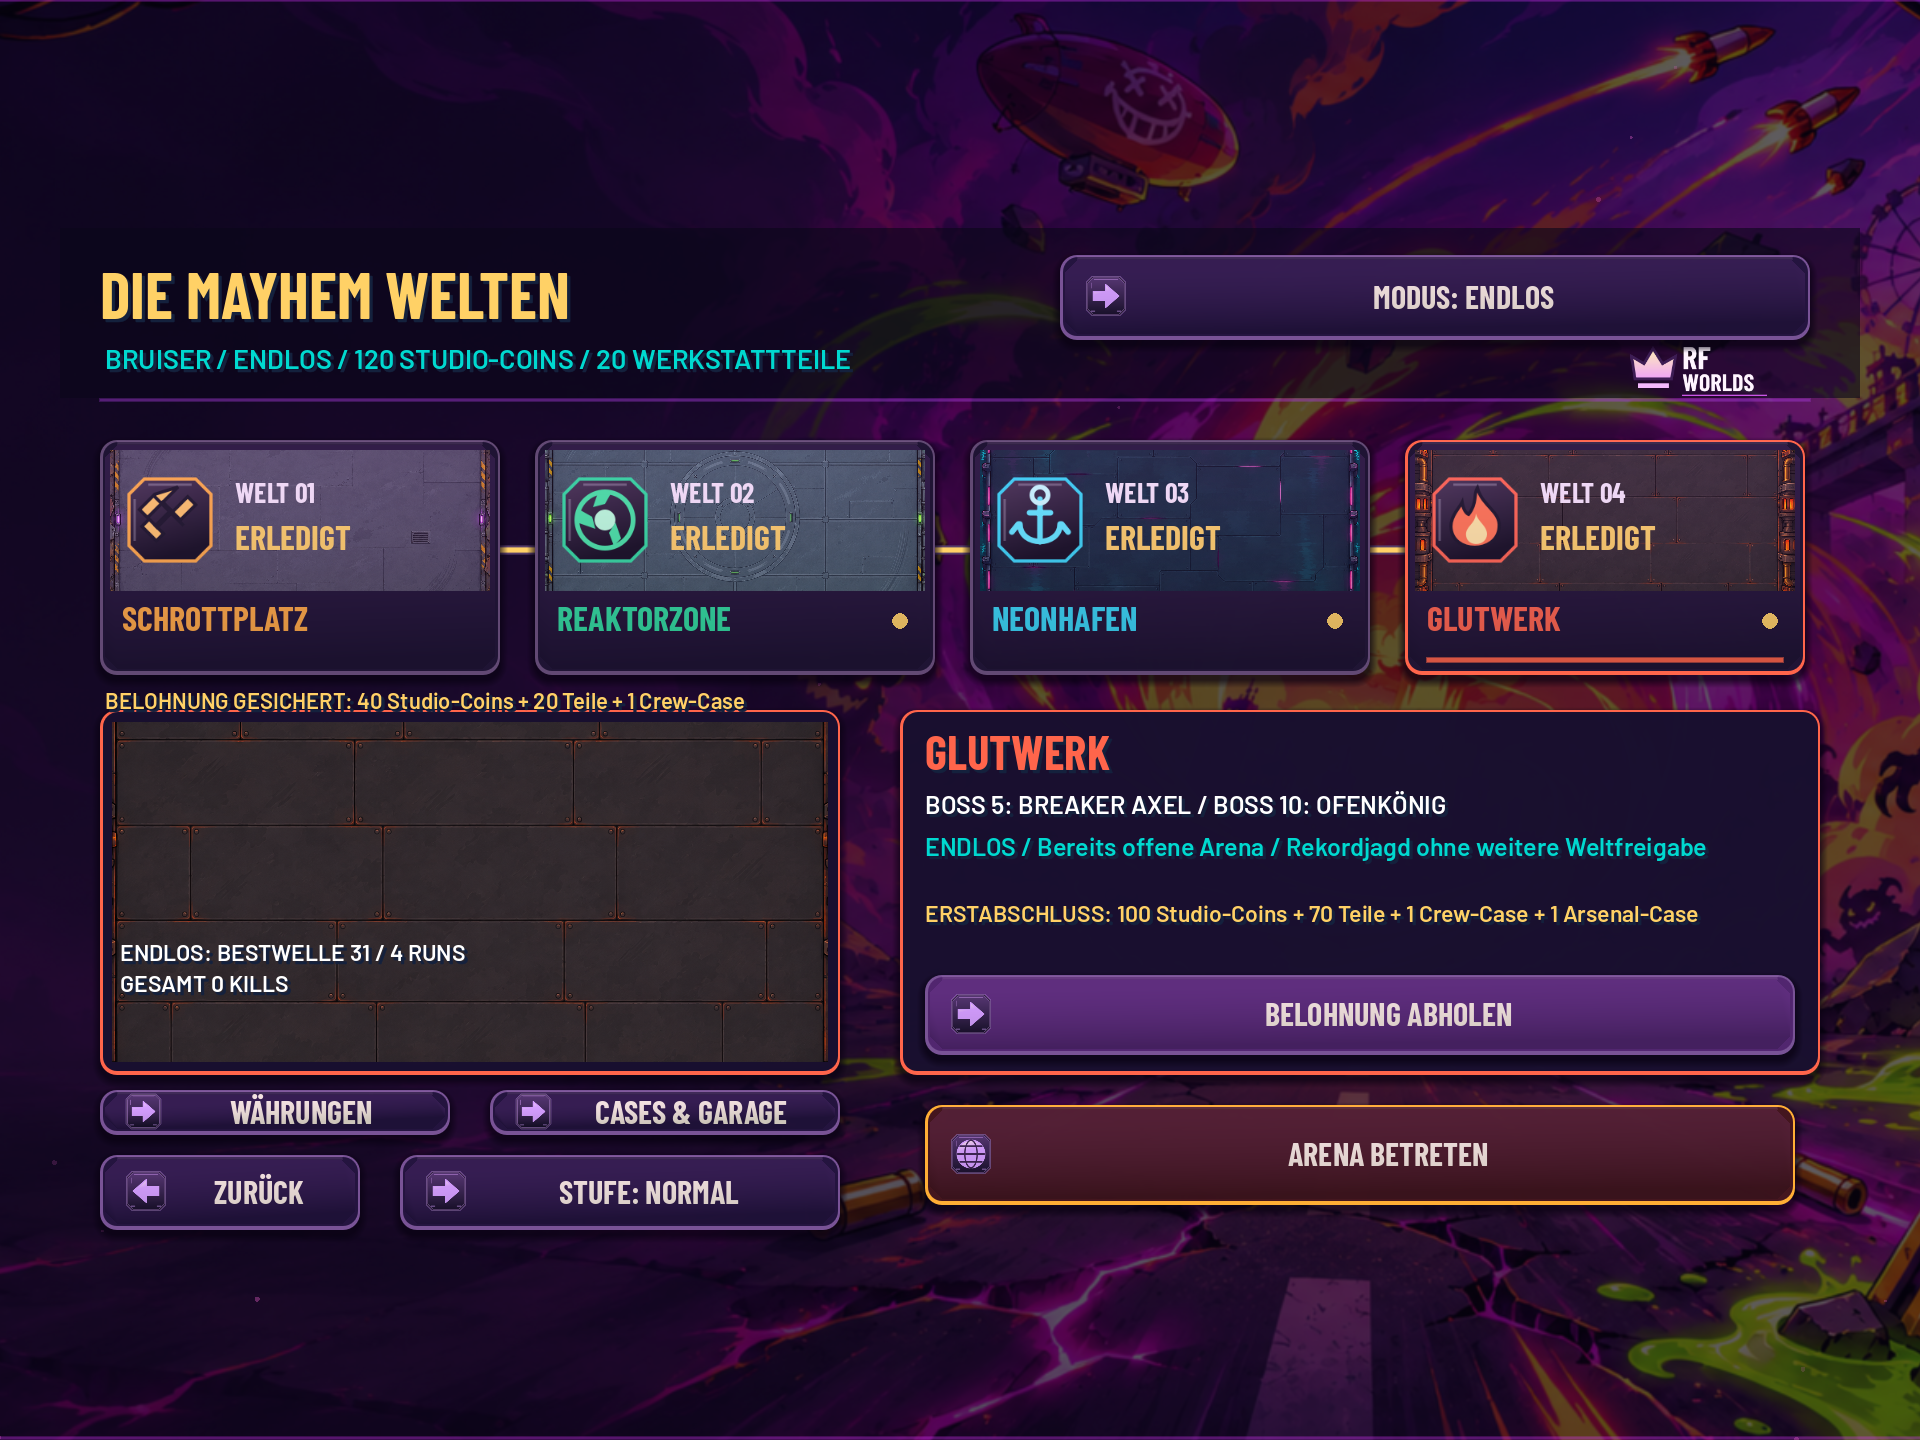 DIE MAYHEM WELTEN
MODUS: ENDLOS
BRUISER / ENDLOS / 120 STUDIO-COINS / 20 WERKSTATTTEILE
RF
WORLDS
WELT 01
ERLEDIGT
SCHROTTPLATZ
WELT 02
ERLEDIGT
REAKTORZONE
WELT 03
ERLEDIGT
NEONHAFEN
WELT 04
ERLEDIGT
GLUTWERK
BELOHNUNG GESICHERT: 40 Studio-Coins + 20 Teile + 1 Crew-Case
ENDLOS: BESTWELLE 31 / 4 RUNS
GESAMT 0 KILLS
GLUTWERK
BOSS 5: BREAKER AXEL / BOSS 10: OFENKÖNIG
ENDLOS / Bereits offene Arena / Rekordjagd ohne weitere Weltfreigabe
ERSTABSCHLUSS: 100 Studio-Coins + 70 Teile + 1 Crew-Case + 1 Arsenal-Case
BELOHNUNG ABHOLEN
WÄHRUNGEN
CASES & GARAGE
ZURÜCK
STUFE: NORMAL
ARENA BETRETEN